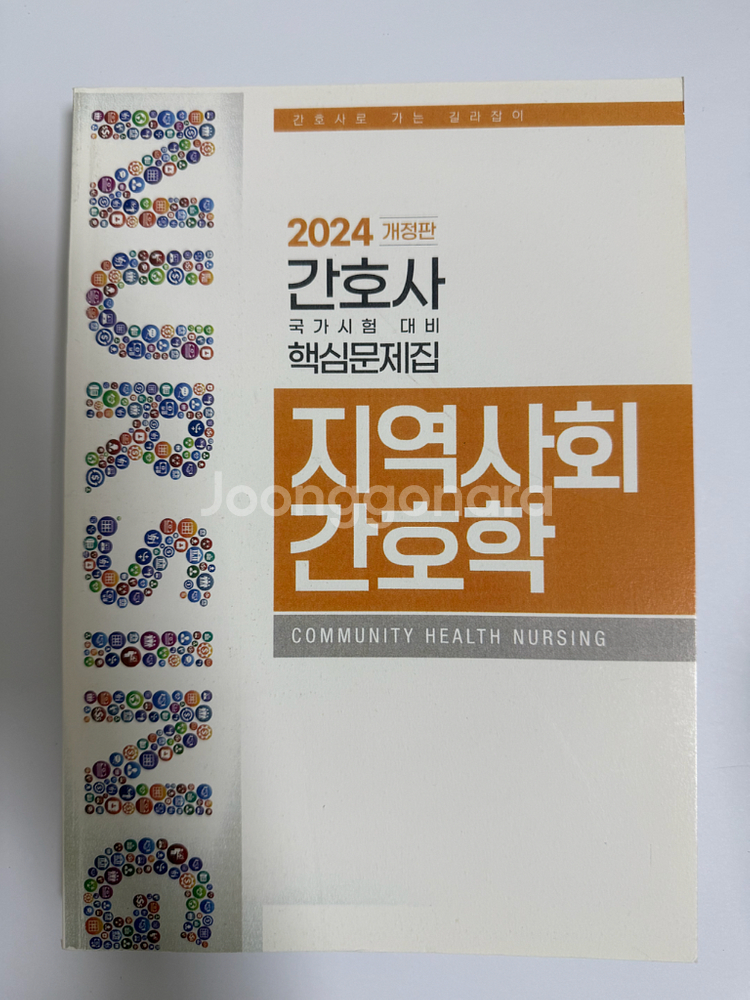 간호사로 가는 길라잡이
2024 개정판
간호사
국가시험 대비
핵심문제집
지역사회
간호학
COMMUNITY HEALTH NURSING
NURSING
Joonggonara